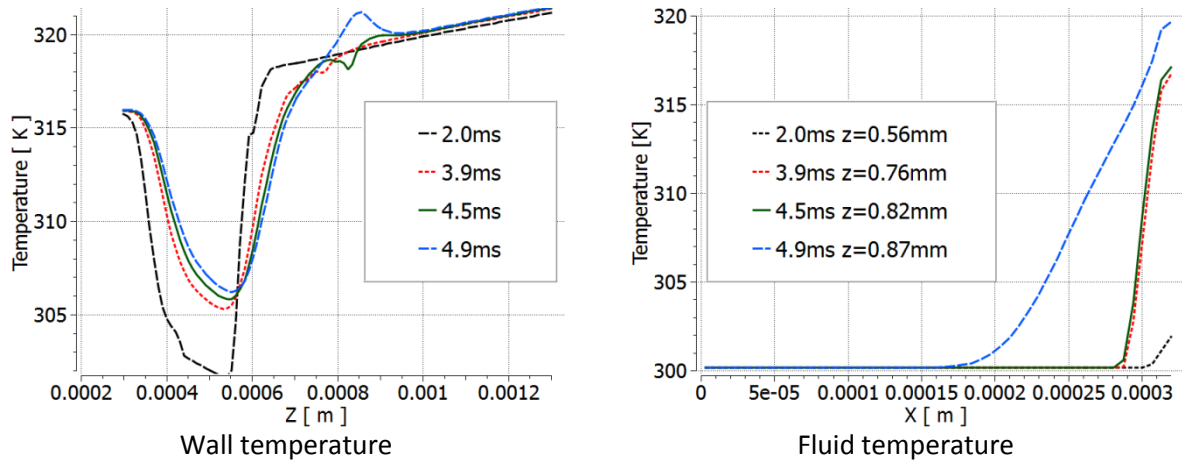 320
315
310
305
Temperature [ K ]
2.0ms
3.9ms
4.5ms
4.9ms
0.0002 0.0004 0.0006 0.0008 0.001 0.0012
Z [ m ]
Wall temperature
320
315
310
305
300
Temperature [K]
2.0ms z=0.56mm
3.9ms z=0.76mm
4.5ms z=0.82mm
4.9ms z=0.87mm
0 5e-05 0.0001 0.00015 0.0002 0.00025 0.0003
X [ m ]
Fluid temperature